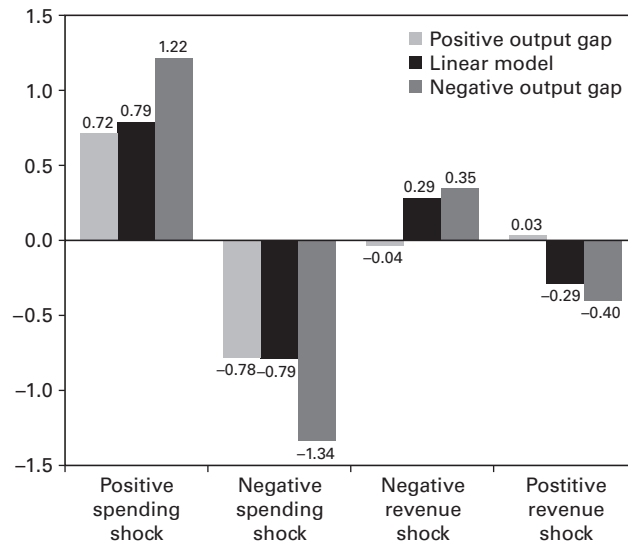 1.5
1.0
0.5
0.0
−0.5
−1.0
−1.5
Positive output gap
Linear model
Negative output gap
0.72
0.79
1.22
−0.78
−0.79
−1.34
−0.04
0.29
0.35
0.03
−0.29
−0.40
Positive
spending
shock
Negative
spending
shock
Negative
revenue
shock
Postitive
revenue
shock